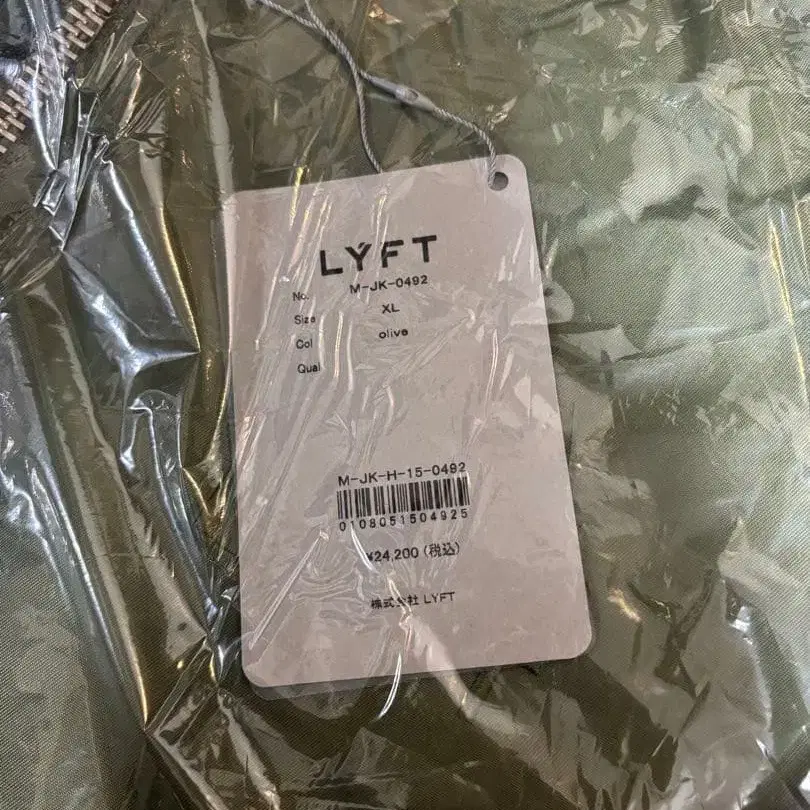 LYFT
No. M-JK-0492
Size XL
Col olive
Qual
M-JK-H-15-0492
0108051504925
¥24,200(税込)
株式会社 LYFT